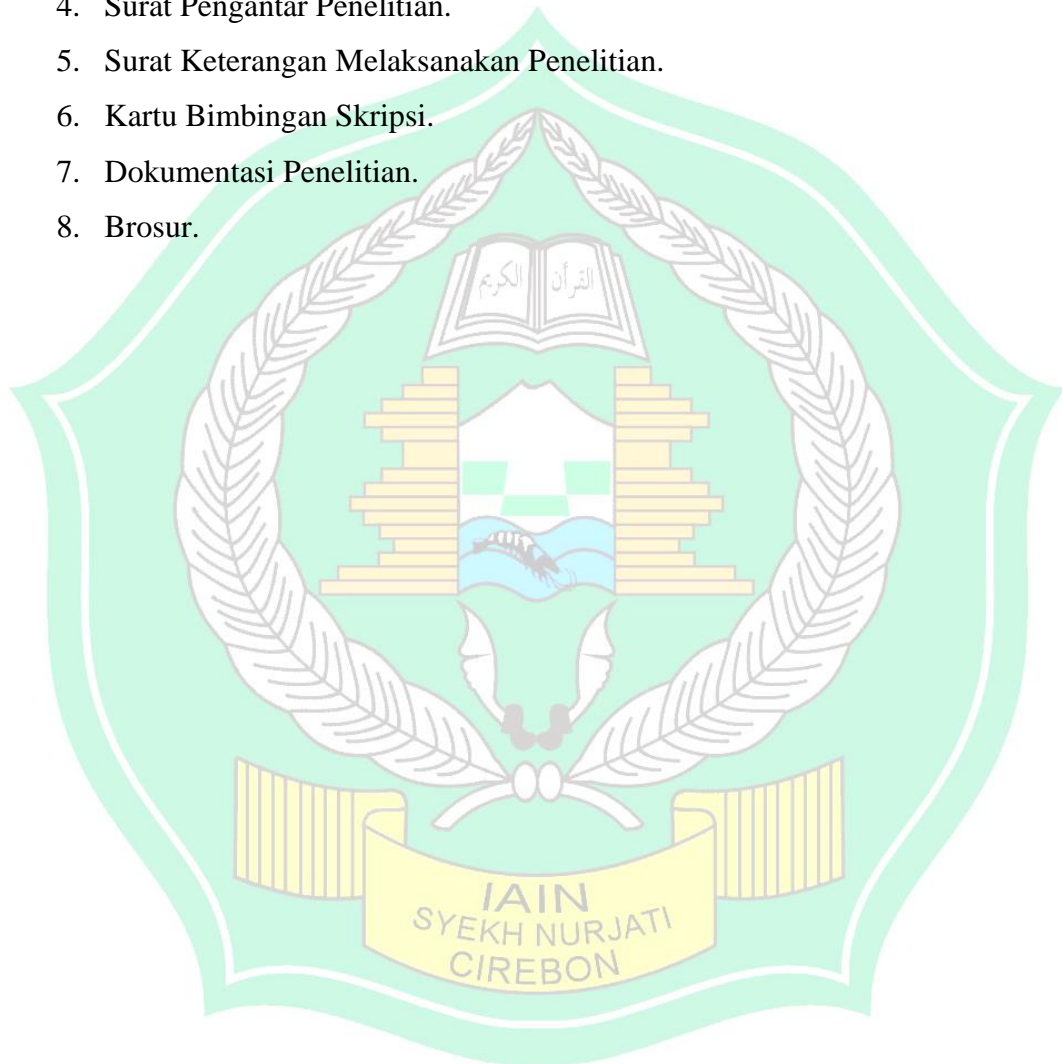 4. Surat Pengantar Penelitian.
5. Surat Keterangan Melaksanakan Penelitian.
6. Kartu Bimbingan Skripsi.
7. Dokumentasi Penelitian.
8. Brosur.
القرأن الكريم
IAIN
SYEKH NURJATI
CIREBON